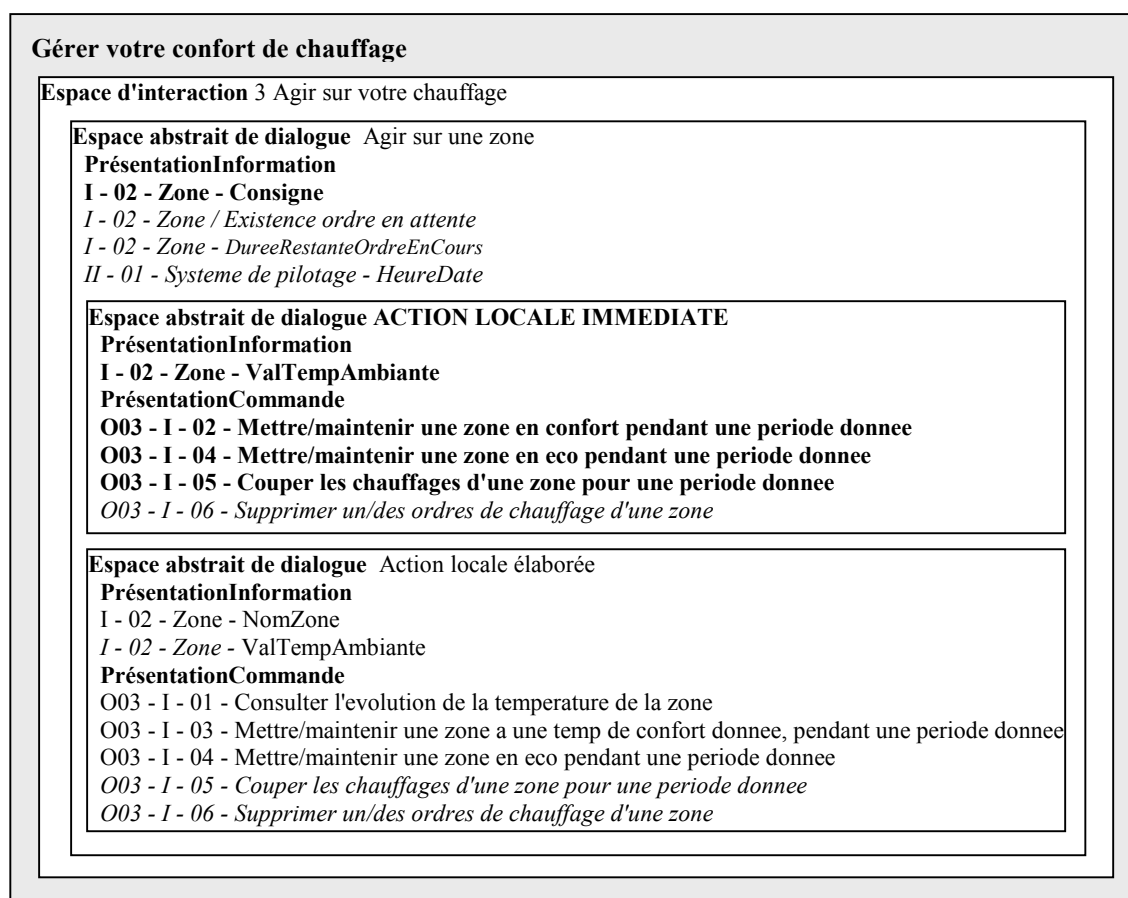 Gérer votre confort de chauffage
Espace d'interaction 3 Agir sur votre chauffage
Espace abstrait de dialogue Agir sur une zone
PrésentationInformation
I - 02 - Zone - Consigne
I - 02 - Zone / Existence ordre en attente
I - 02 - Zone - DureeRestanteOrdreEnCours
II - 01 - Systeme de pilotage - HeureDate
Espace abstrait de dialogue ACTION LOCALE IMMEDIATE
PrésentationInformation
I - 02 - Zone - ValTempAmbiante
PrésentationCommande
O03 - I - 02 - Mettre/maintenir une zone en confort pendant une periode donnee
O03 - I - 04 - Mettre/maintenir une zone en eco pendant une periode donnee
O03 - I - 05 - Couper les chauffages d'une zone pour une periode donnee
O03 - I - 06 - Supprimer un/des ordres de chauffage d'une zone
Espace abstrait de dialogue Action locale élaborée
PrésentationInformation
I - 02 - Zone - NomZone
I - 02 - Zone - ValTempAmbiante
PrésentationCommande
O03 - I - 01 - Consulter l'evolution de la temperature de la zone
O03 - I - 03 - Mettre/maintenir une zone a une temp de confort donnee, pendant une periode donnee
O03 - I - 04 - Mettre/maintenir une zone en eco pendant une periode donnee
O03 - I - 05 - Couper les chauffages d'une zone pour une periode donnee
O03 - I - 06 - Supprimer un/des ordres de chauffage d'une zone